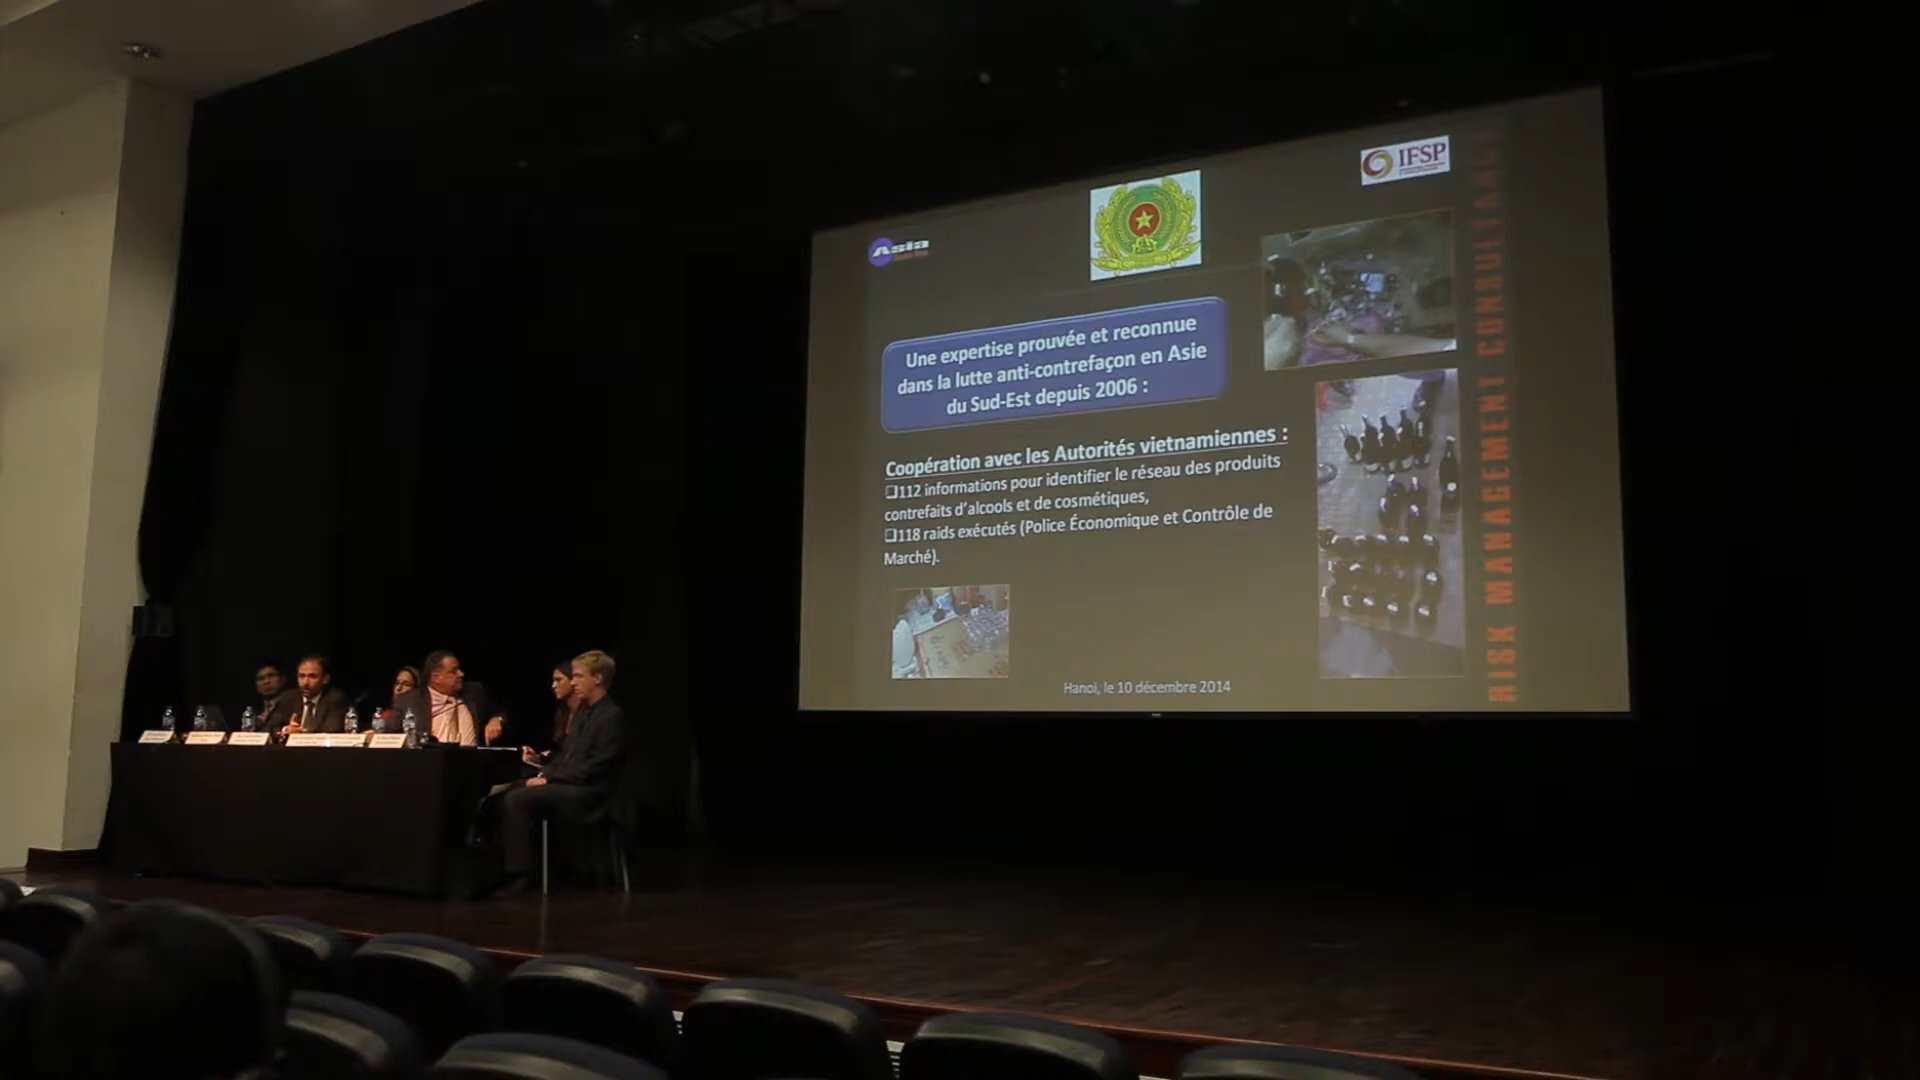 IFSP
Asia
Une expertise prouvée et reconnue
dans la lutte anti-contrefaçon en Asie
du Sud-Est depuis 2006 :
Coopération avec les Autorités vietnamiennes :
❑112 informations pour identifier le réseau des produits
contrefaits d'alcools et de cosmétiques,
❑118 raids exécutés (Police Économique et Contrôle de
Marché).
Hanoi, le 10 décembre 2014
RISK MANAGEMENT CONSULTANCY